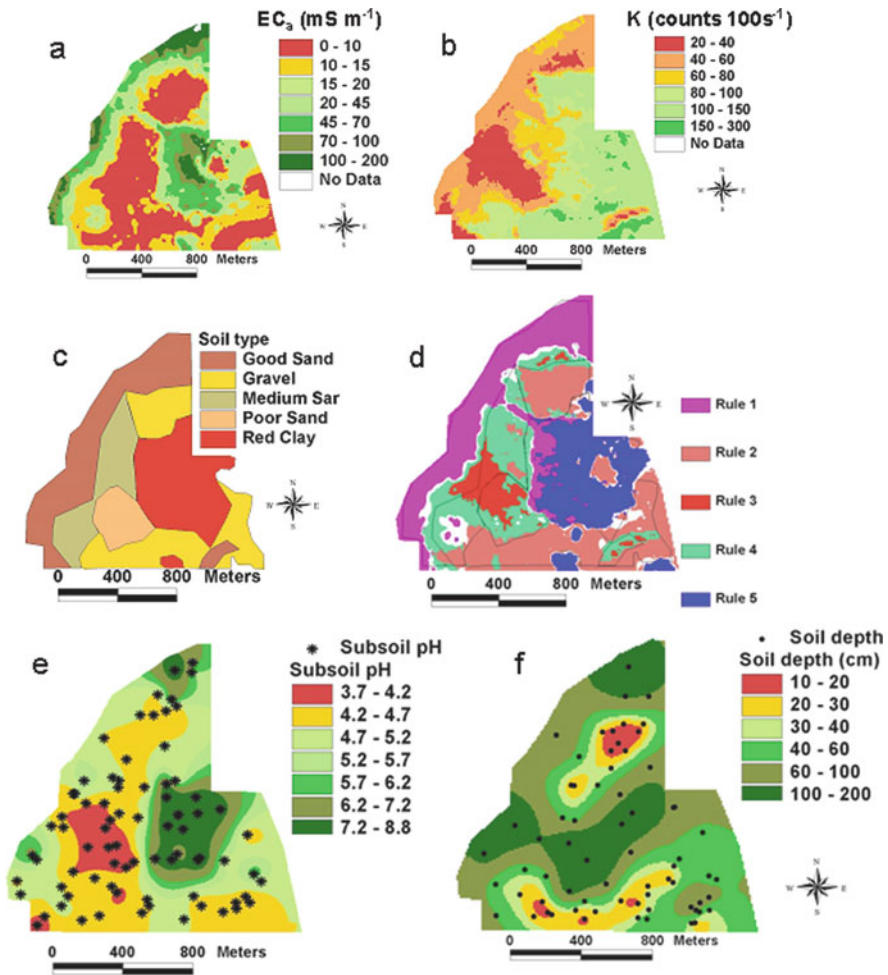 a
ECa (mS m-1)
0 - 10
10 - 15
15 - 20
20 - 45
45 - 70
70 - 100
100 - 200
No Data
N
W E
S
0 400 800 Meters
b
K (counts 100s-1)
20 - 40
40 - 60
60 - 80
80 - 100
100 - 150
150 - 300
No Data
N
W E
S
0 400 800 Meters
c
Soil type
Good Sand
Gravel
Medium Sar
Poor Sand
Red Clay
N
W E
S
0 400 800
Meters
d
N
W E
S
Rule 1
Rule 2
Rule 3
Rule 4
Rule 5
0 400 800 Meters
e
Subsoil pH
Subsoil pH
3.7 - 4.2
4.2 - 4.7
4.7 - 5.2
5.2 - 5.7
5.7 - 6.2
6.2 - 7.2
7.2 - 8.8
0 400 800 Meters
f
Soil depth
Soil depth (cm)
10 - 20
20 - 30
30 - 40
40 - 60
60 - 100
100 - 200
N
W E
S
0 400 800 Meters